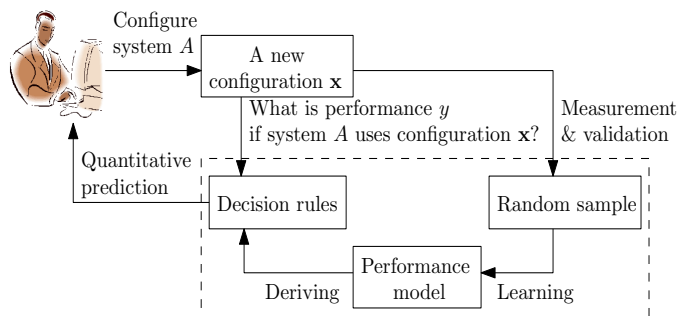 Configure
system A
A new
configuration x
What is performance y
if system A uses configuration x?
Measurement
& validation
Quantitative
prediction
Decision rules
Random sample
Performance
model
Deriving
Learning